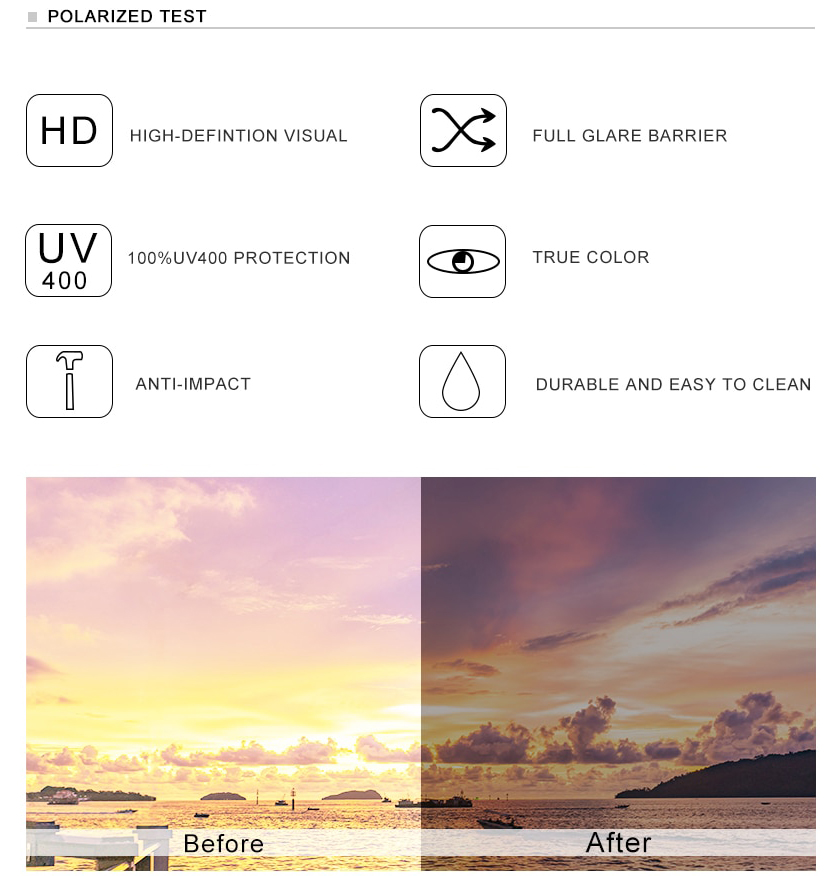 POLARIZED TEST
HD
HIGH-DEFINTION VISUAL
FULL GLARE BARRIER
UV
400
100%UV400 PROTECTION
TRUE COLOR
ANTI-IMPACT
DURABLE AND EASY TO CLEAN
Before
After